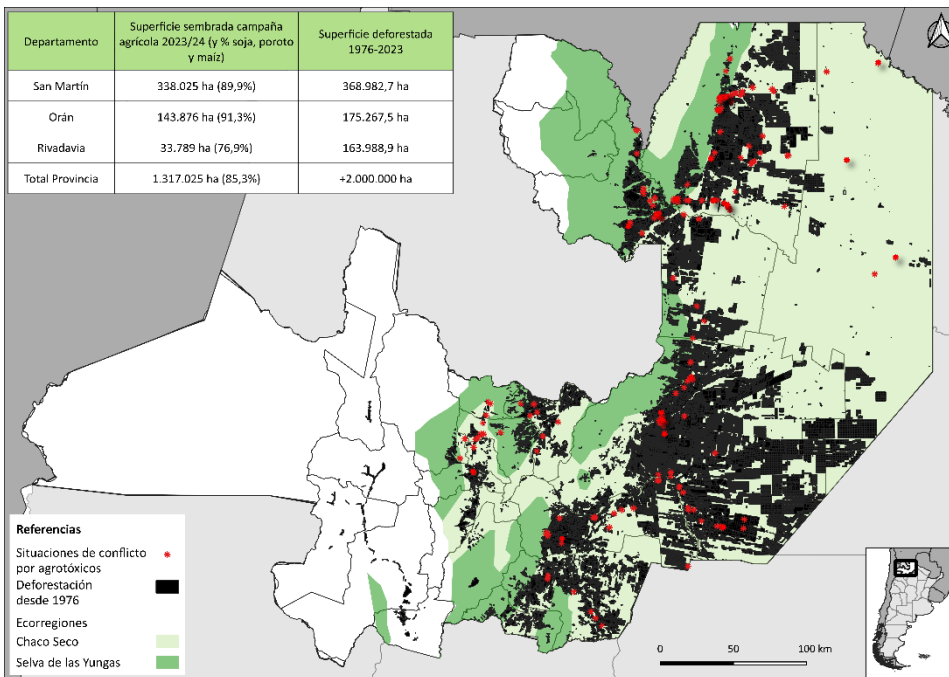 Departamento
Superficie sembrada campaña
agrícola 2023/24 (y % soja, poroto
y maíz)
Superficie deforestada
1976-2023
San Martín
338.025 ha (89,9%)
368.982,7 ha
Orán
143.876 ha (91,3%)
175.267,5 ha
Rivadavia
33.789 ha (76,9%)
163.988,9 ha
Total Provincia
1.317.025 ha (85,3%)
+2.000.000 ha
Referencias
Situaciones de conflicto
por agrotóxicos
Deforestación
desde 1976
Ecorregiones
Chaco Seco
Selva de las Yungas
0 50 100 km